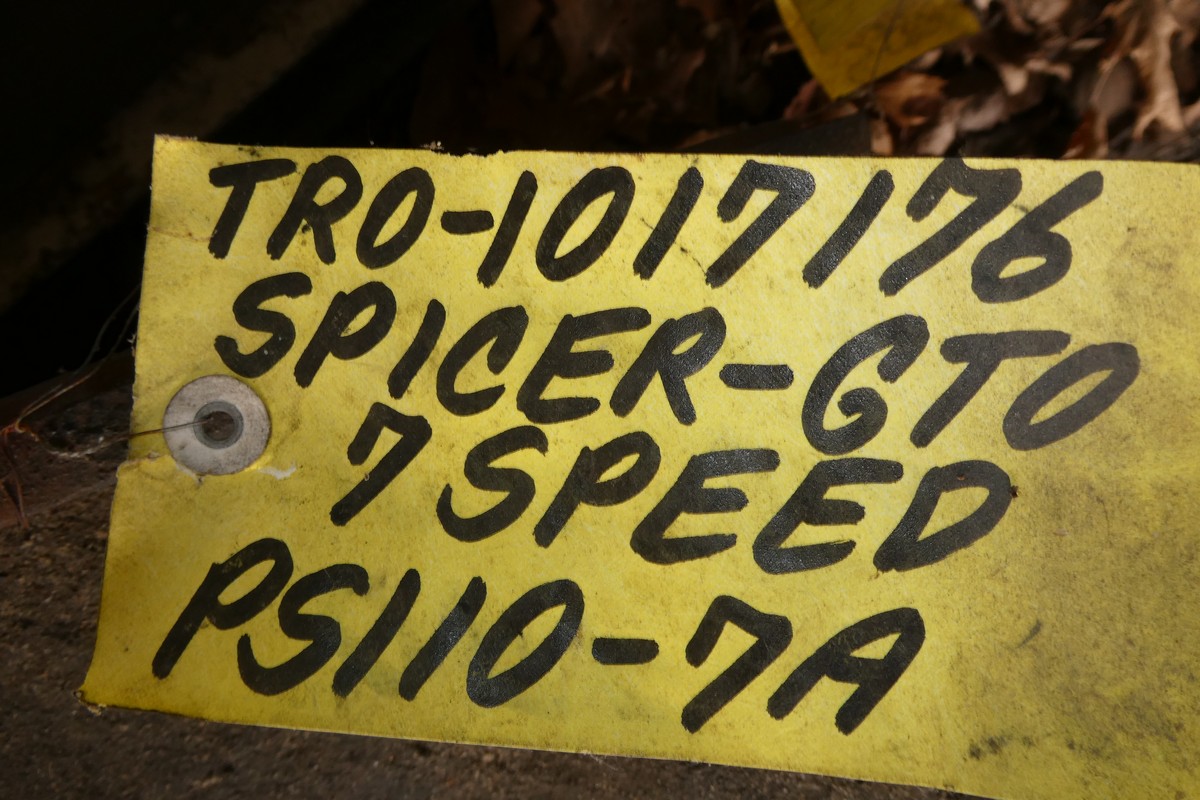 TRO-1017176
SPICER-GTO
7 SPEED
PS110-7A